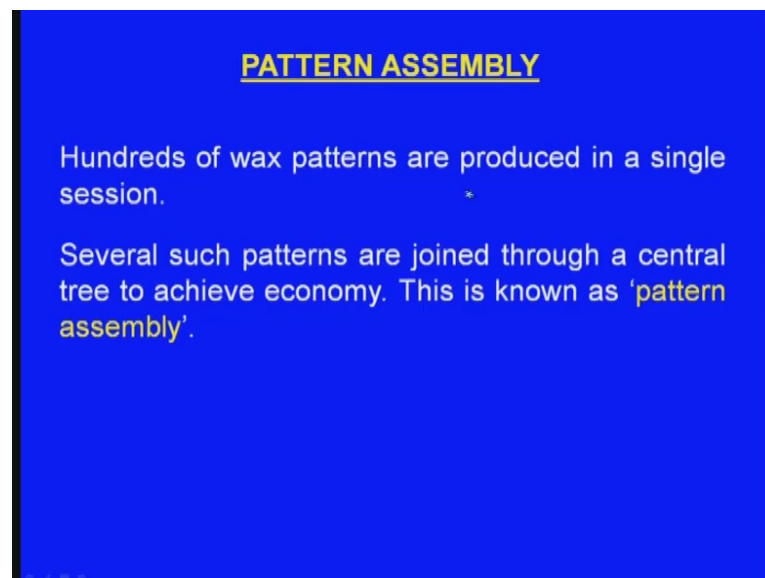 PATTERN ASSEMBLY
Hundreds of wax patterns are produced in a single
session.
Several such patterns are joined through a central
tree to achieve economy. This is known as ‘pattern
assembly’.